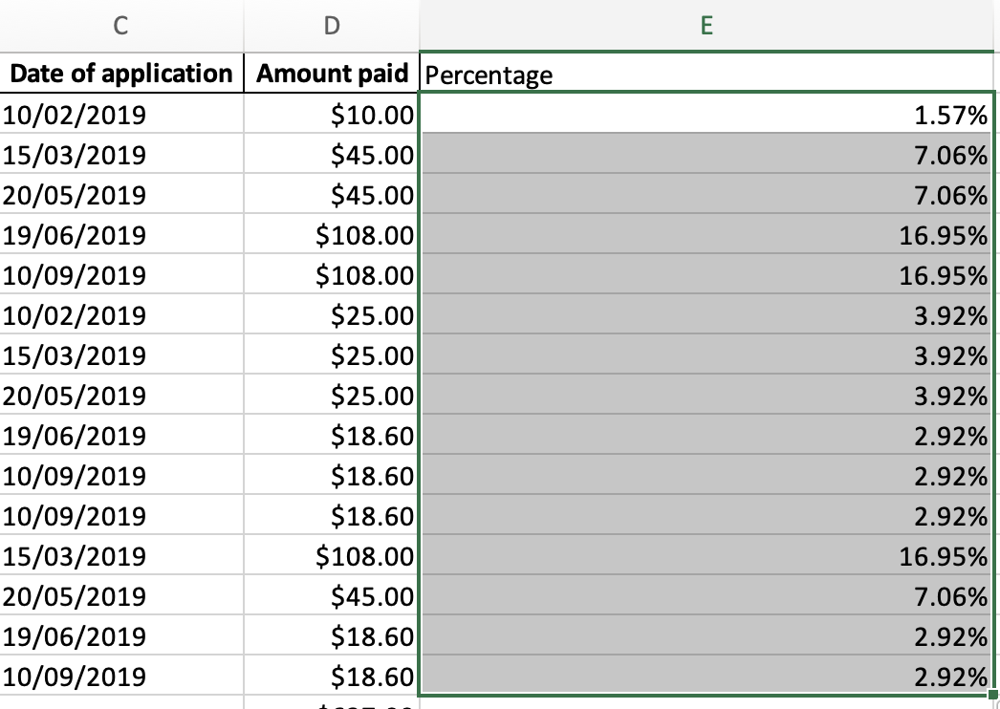 C D E
Date of application Amount paid Percentage
10/02/2019 $10.00 1.57%
15/03/2019 $45.00 7.06%
20/05/2019 $45.00 7.06%
19/06/2019 $108.00 16.95%
10/09/2019 $108.00 16.95%
10/02/2019 $25.00 3.92%
15/03/2019 $25.00 3.92%
20/05/2019 $25.00 3.92%
19/06/2019 $18.60 2.92%
10/09/2019 $18.60 2.92%
10/09/2019 $18.60 2.92%
15/03/2019 $108.00 16.95%
20/05/2019 $45.00 7.06%
19/06/2019 $18.60 2.92%
10/09/2019 $18.60 2.92%